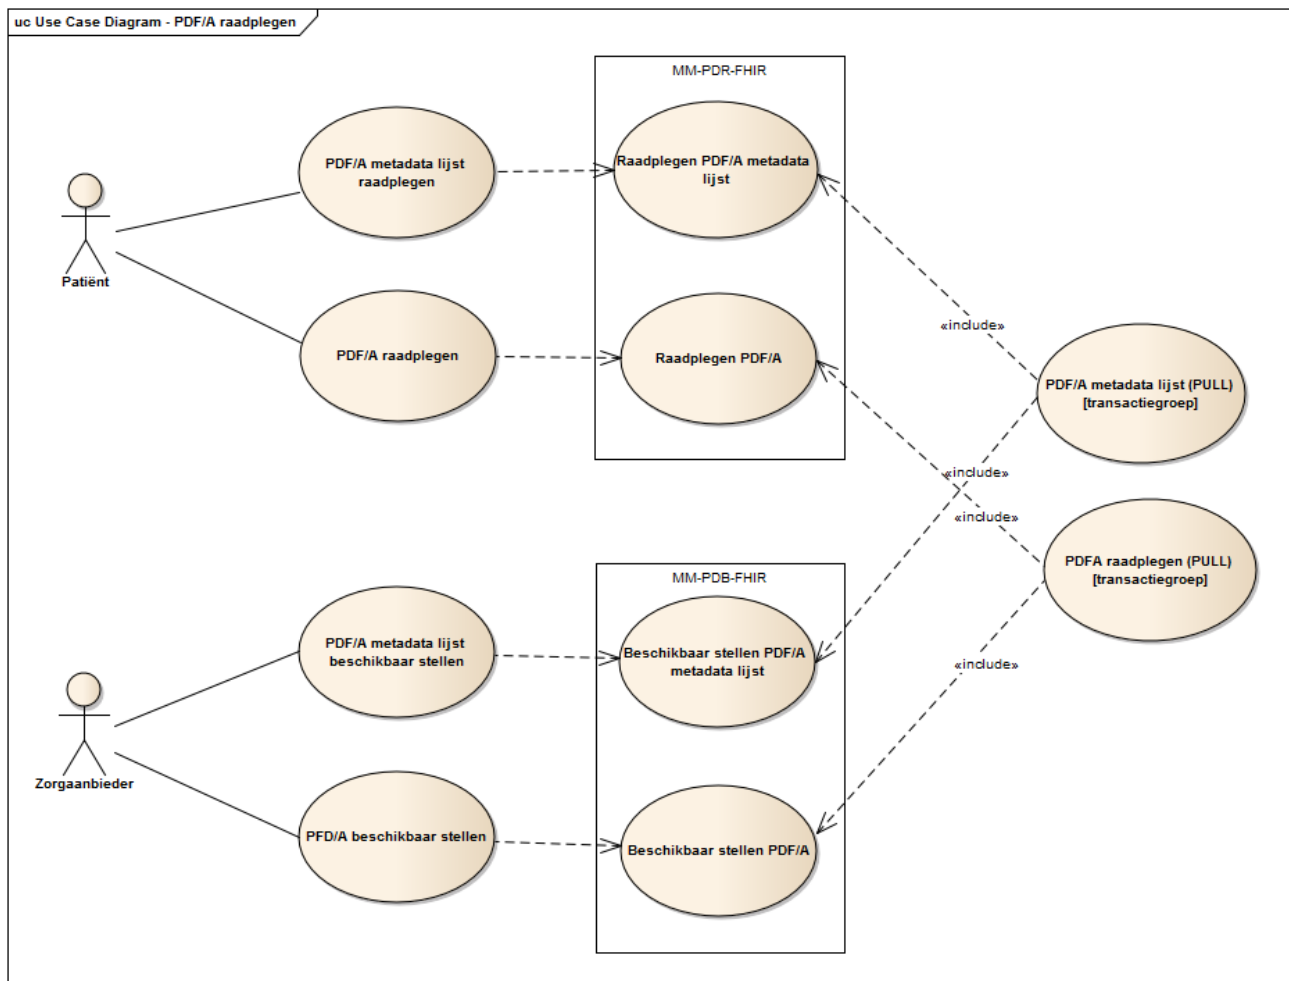 uc Use Case Diagram - PDF/A raadplegen
MM-PDR-FHIR
PDF/A metadata lijst
raadplegen
Raadplegen PDF/A metadata
lijst
Patiënt
PDF/A raadplegen
Raadplegen PDF/A
«include»
PDF/A metadata lijst (PULL)
[transactiegroep]
«include»
«include»
PDFA raadplegen (PULL)
[transactiegroep]
MM-PDB-FHIR
PDF/A metadata lijst
beschikbaar stellen
Beschikbaar stellen PDF/A
metadata lijst
«include»
Zorgaanbieder
PFD/A beschikbaar stellen
Beschikbaar stellen PDF/A